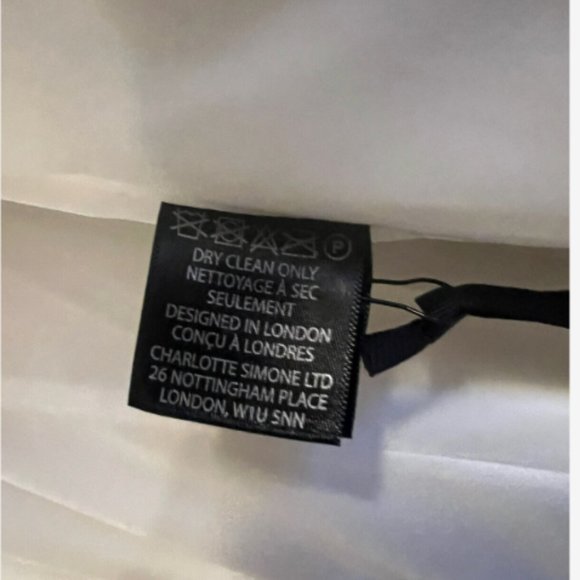 P
DRY CLEAN ONLY
NETTOYAGE À SEC
SEULEMENT
DESIGNED IN LONDON
CONÇU À LONDRES
CHARLOTTE SIMONE LTD
26 NOTTINGHAM PLACE
LONDON, W1U 5NN